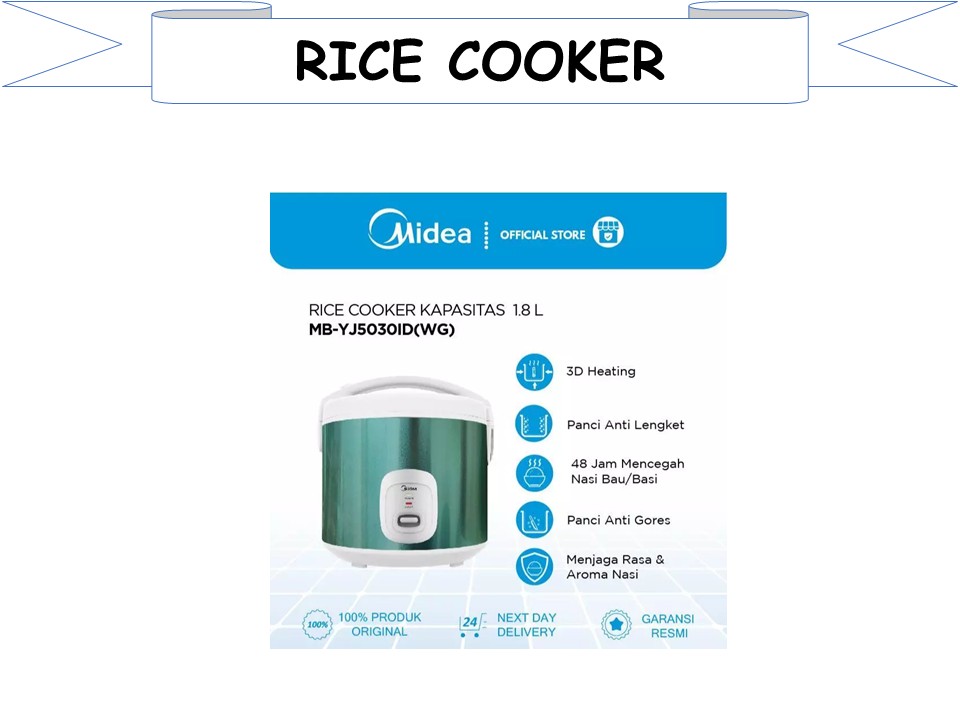 RICE COOKER
Midea
OFFICIAL STORE
RICE COOKER KAPASITAS 1.8 L
MB-YJ5030ID(WG)
3D Heating
Panci Anti Lengket
48 Jam Mencegah
Nasi Bau/Basi
Panci Anti Gores
Menjaga Rasa &
Aroma Nasi
Midea
100%
100% PRODUK
ORIGINAL
24
NEXT DAY
DELIVERY
GARANSI
RESMI